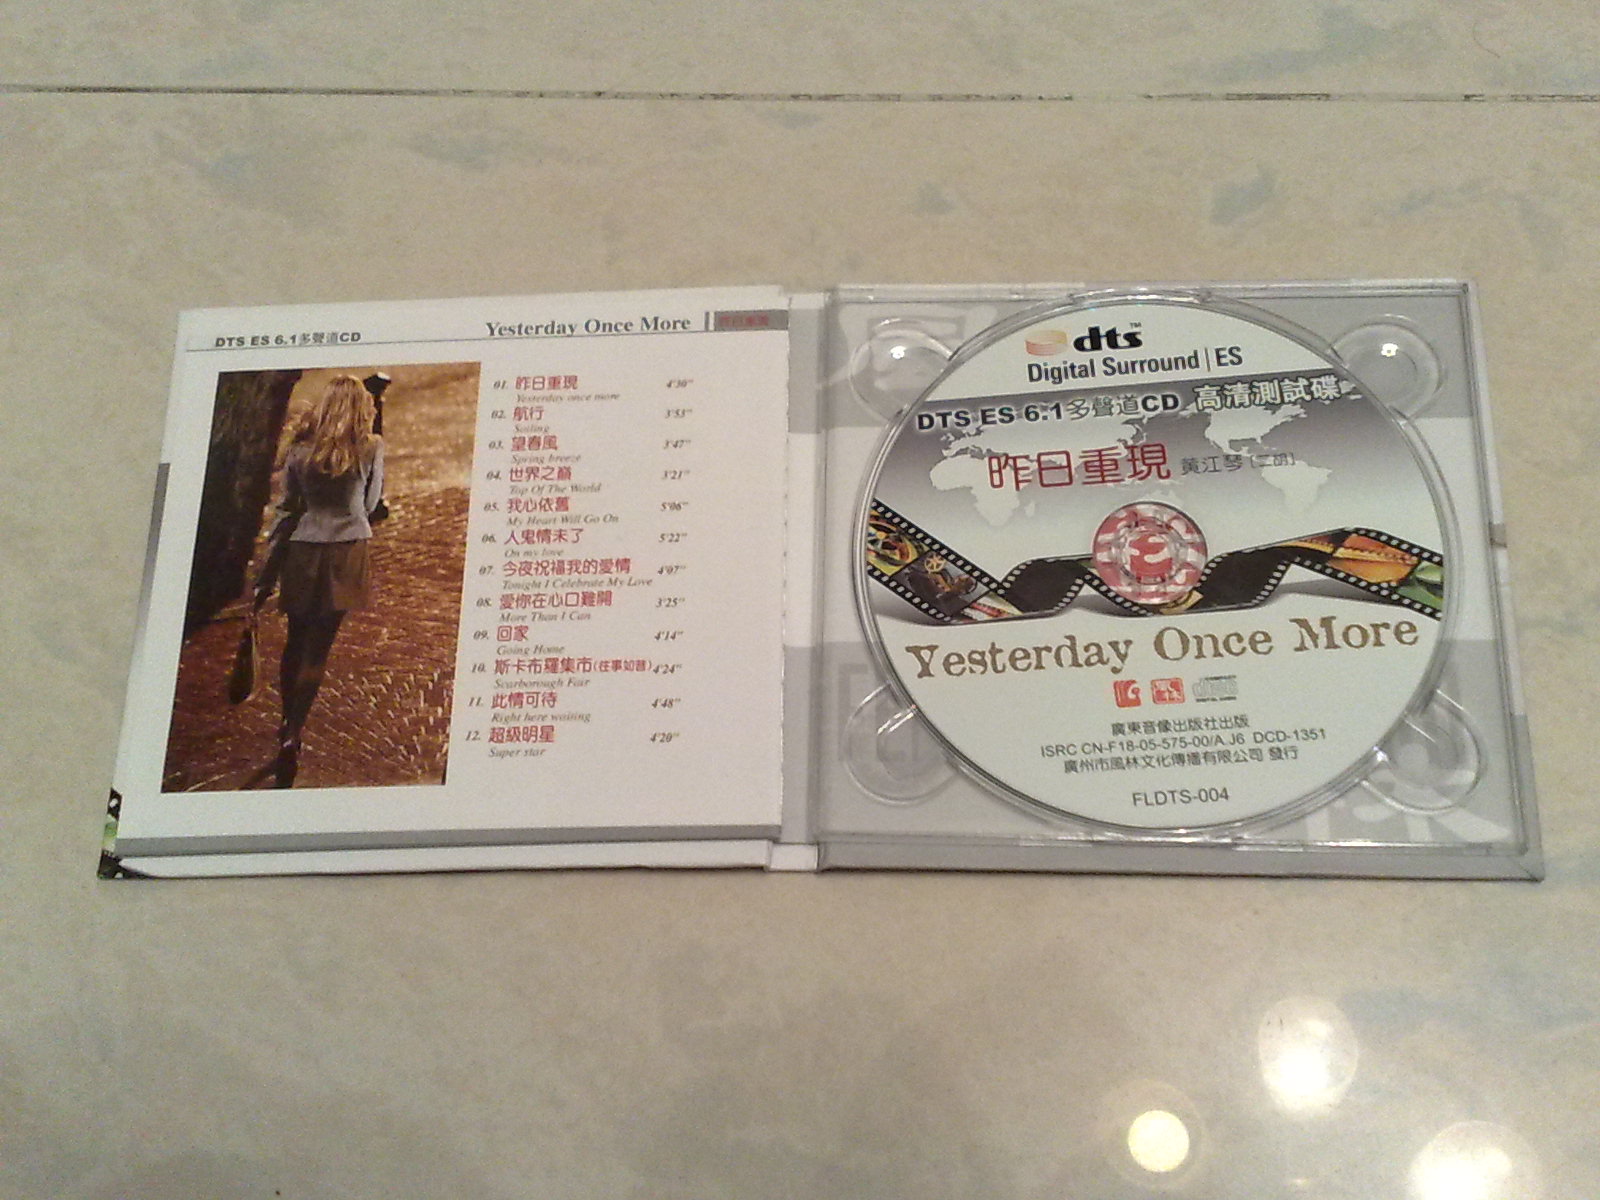 DTS ES 6.1多聲道CD
Yesterday Once More
昨日重現
01. 昨日重現 4'30"
Yesterday once more
02. 航行 3'53"
Sailing
03. 望春風 3'47"
Spring breeze
04. 世界之巔 3'21"
Top Of The World
05. 我心依舊 5'06"
My Heart Will Go On
06. 人鬼情未了 5'22"
Oh my love
07. 今夜祝福我的愛情 4'07"
Tonight I Celebrate My Love
08. 愛你在心口難開 3'25"
More Than I Can
09. 回家 4'14"
Going Home
10. 斯卡布羅集市(往事如昔) 4'24"
Scarborough Fair
11. 此情可待 4'48"
Right here waiting
12. 超級明星 4'20"
Super star
dts™
Digital Surround | ES
DTS ES 6.1多聲道CD 高清測試碟
昨日重現 黃江琴 [二胡]
Yesterday Once More
廣東音像出版社出版
ISRC CN-F18-05-575-00/A.J6 DCD-1351
廣州市風林文化傳播有限公司 發行
FLDTS-004